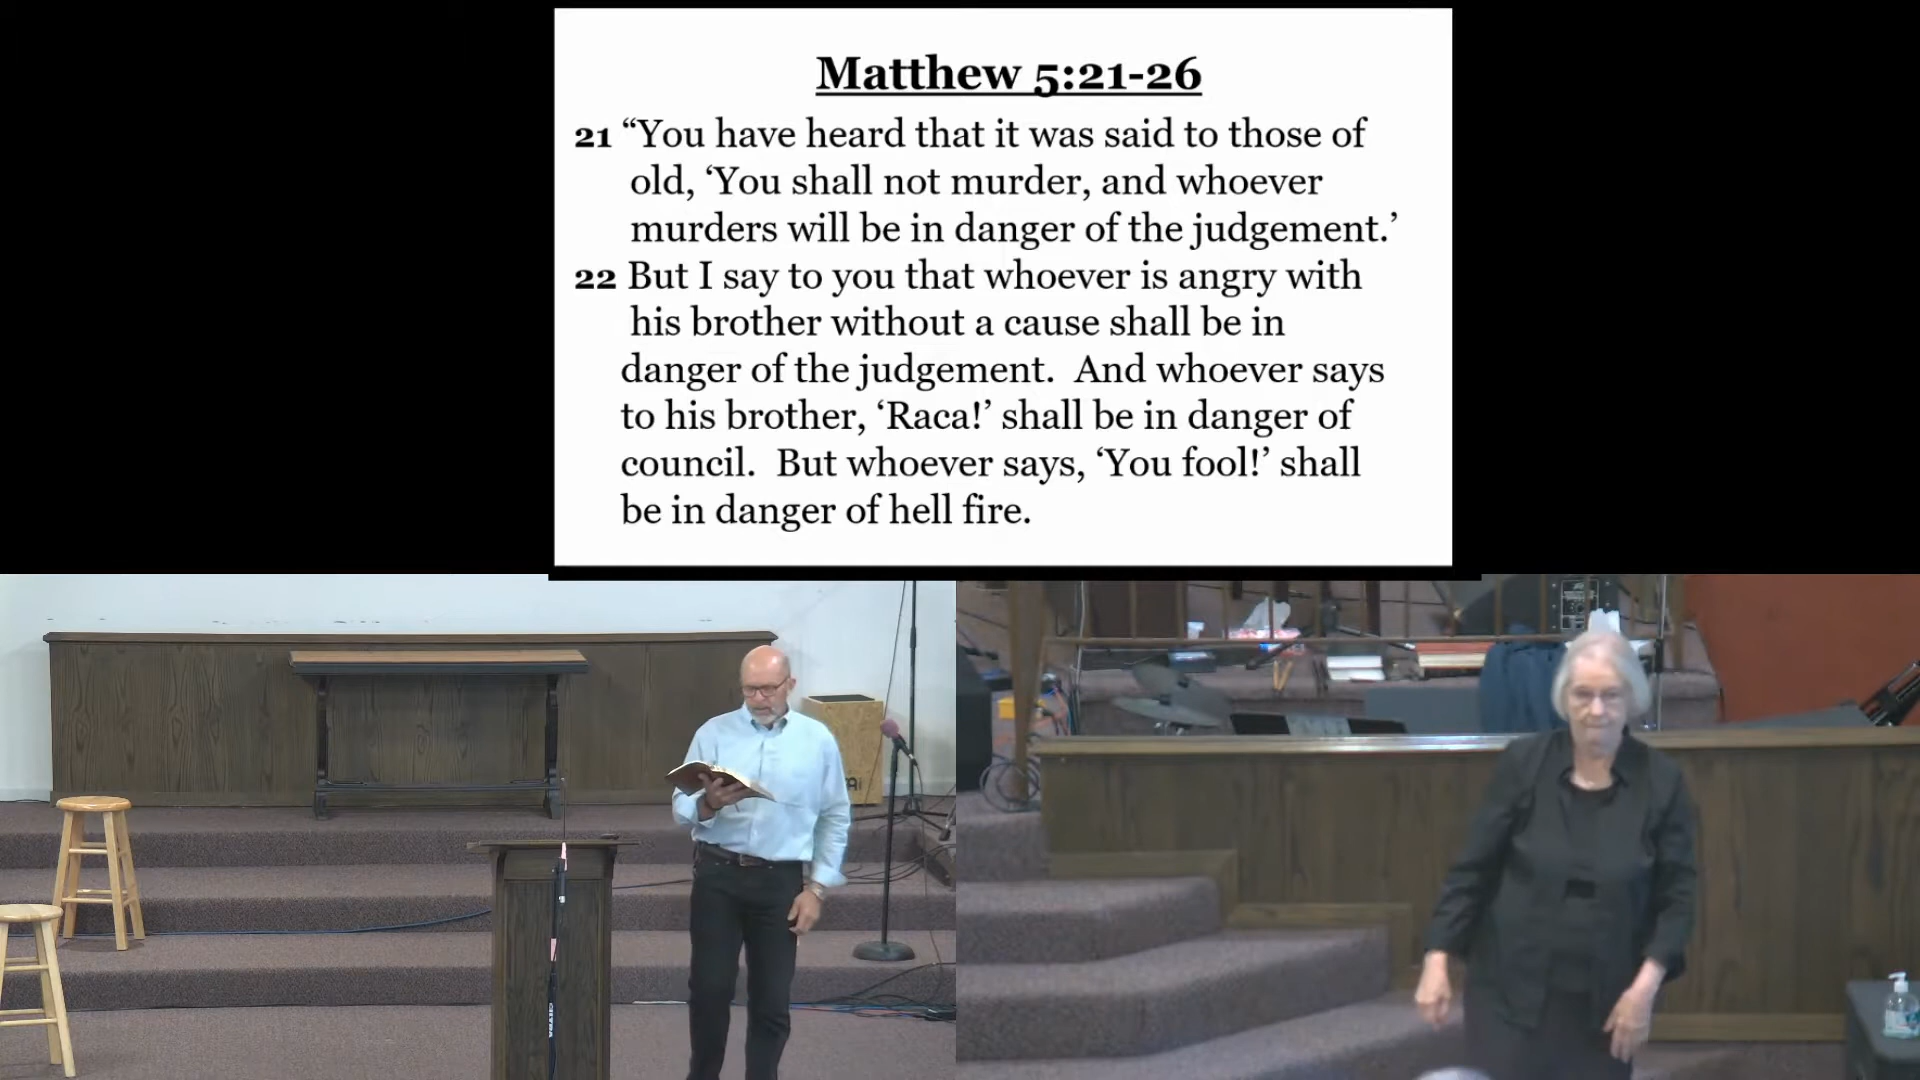 Matthew 5:21-26
21 “You have heard that it was said to those of
old, ‘You shall not murder, and whoever
murders will be in danger of the judgement.’
22 But I say to you that whoever is angry with
his brother without a cause shall be in
danger of the judgement.  And whoever says
to his brother, ‘Raca!’ shall be in danger of
council.  But whoever says, ‘You fool!’ shall
be in danger of hell fire.